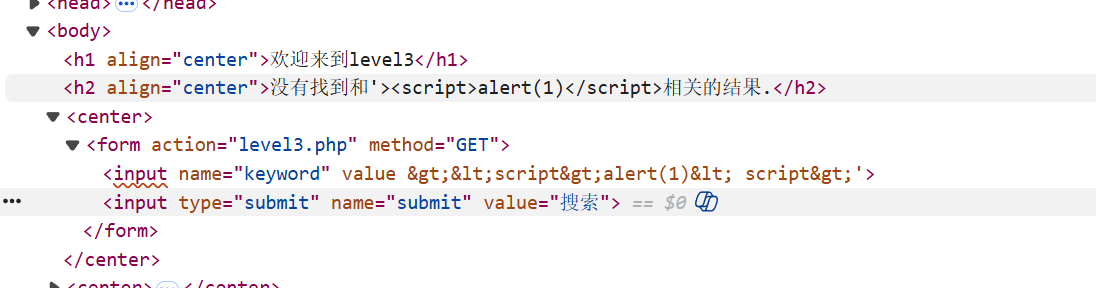 <head> ••• </head>
<body>
<h1 align="center">欢迎来到level3</h1>
<h2 align="center">没有找到和'><script>alert(1)</script>相关的结果.</h2>
<center>
<form action="level3.php" method="GET">
<input name="keyword" value &gt;&lt;script&gt;alert(1)&lt; script&gt;'>
••• <input type="submit" name="submit" value="搜索"> == $0
</form>
</center>
<center> ••• </center>